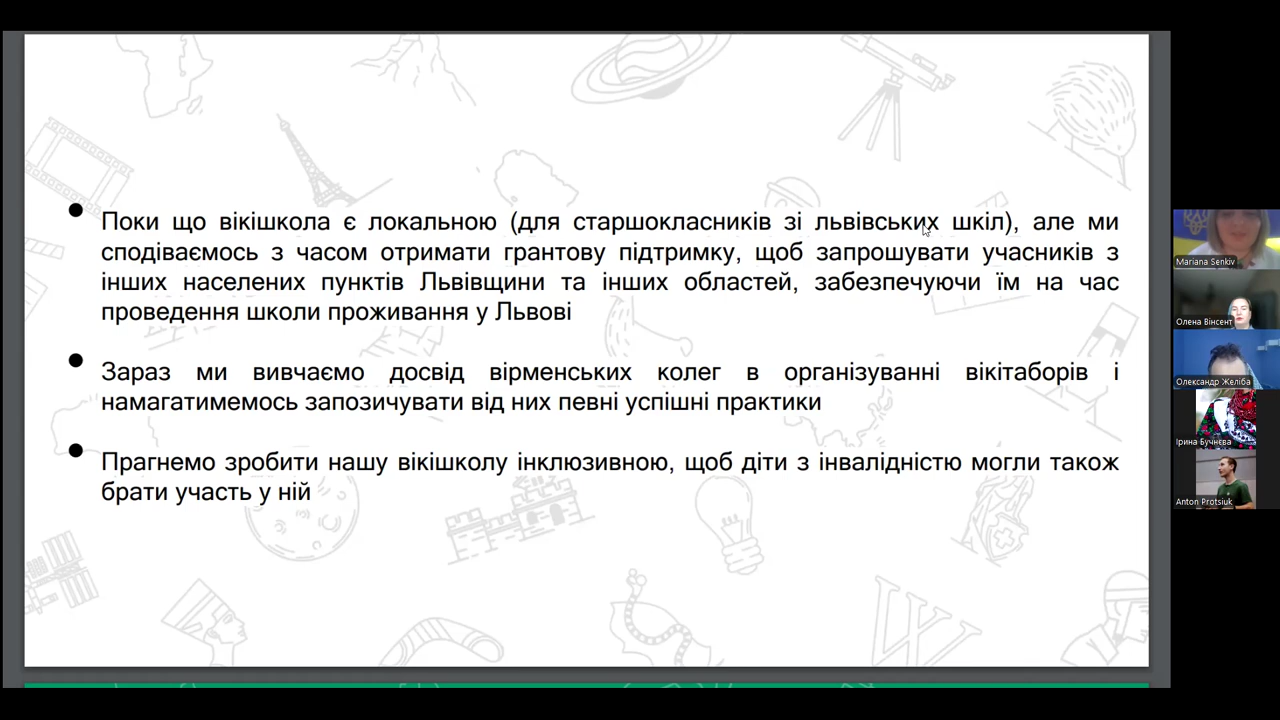 Поки що вікішкола є локальною (для старшокласників зі львівських шкіл), але ми
сподіваємось з часом отримати грантову підтримку, щоб запрошувати учасників з
інших населених пунктів Львівщини та інших областей, забезпечуючи їм на час
проведення школи проживання у Львові
Зараз ми вивчаємо досвід вірменських колег в організуванні вікітаборів і
намагатимемось запозичувати від них певні успішні практики
Прагнемо зробити нашу вікішколу інклюзивною, щоб діти з інвалідністю могли також
брати участь у ній
Mariana Senkiv
Олена Вінсент
Олександр Желіба
Ірина Бучнєва
Anton Protsiuk